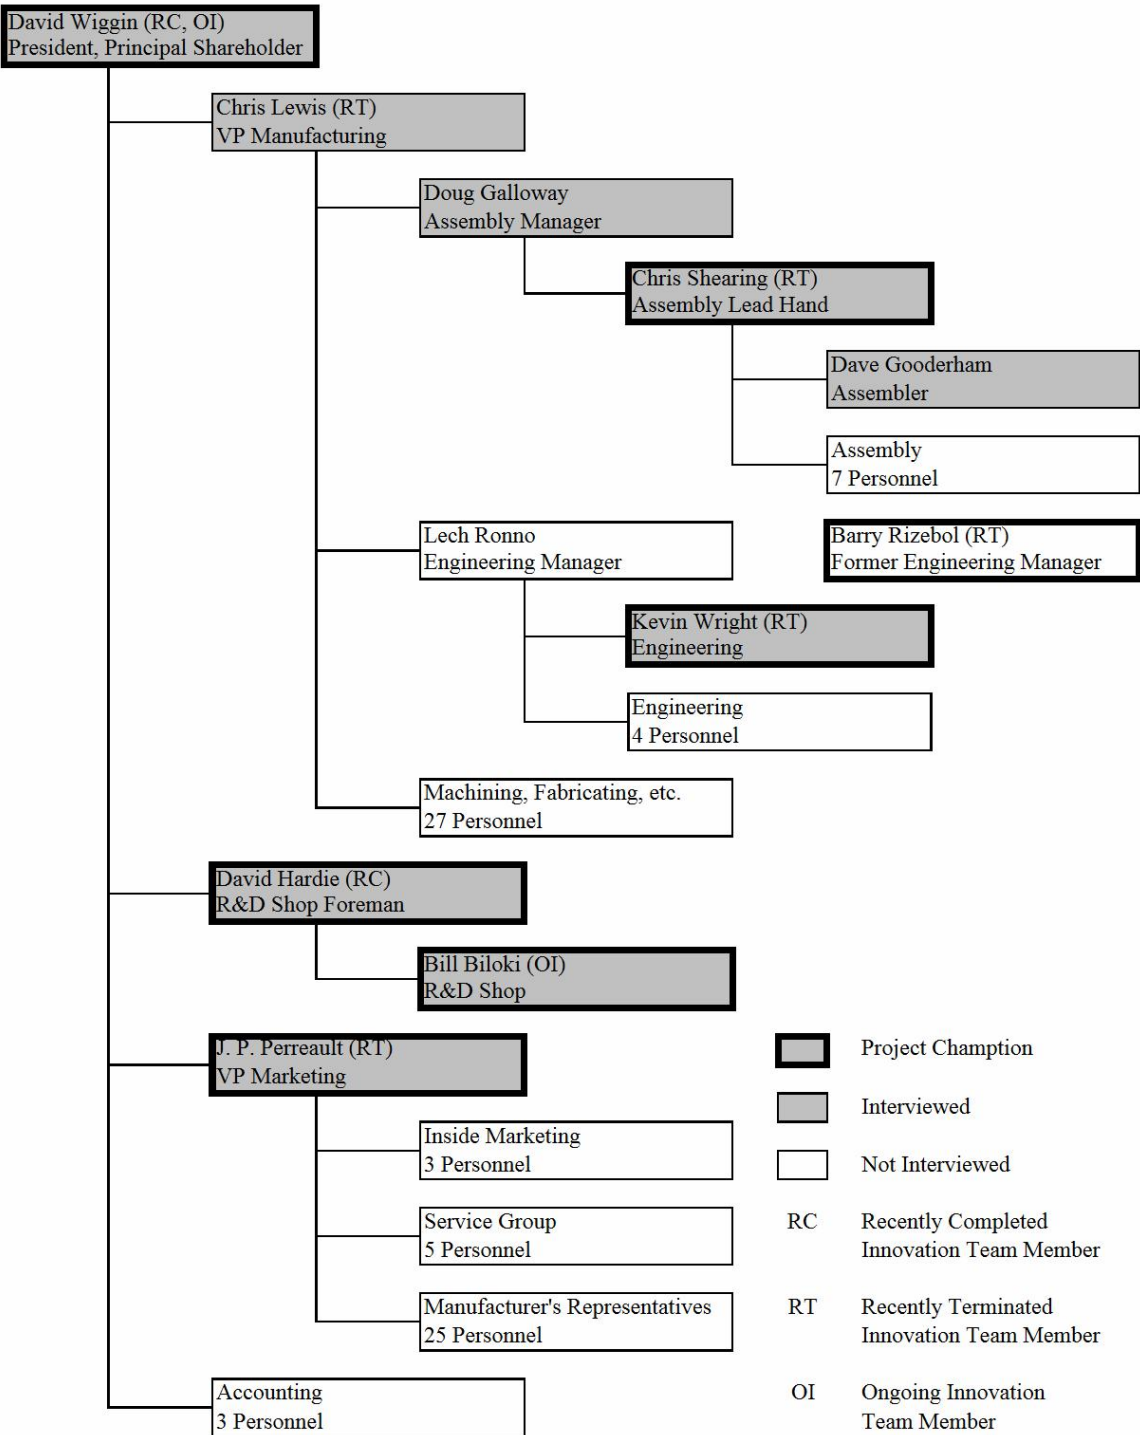 David Wiggin (RC, OI)
President, Principal Shareholder
Chris Lewis (RT)
VP Manufacturing
Doug Galloway
Assembly Manager
Chris Shearing (RT)
Assembly Lead Hand
Dave Gooderham
Assembler
Assembly
7 Personnel
Lech Ronno
Engineering Manager
Barry Rizebol (RT)
Former Engineering Manager
Kevin Wright (RT)
Engineering
Engineering
4 Personnel
Machining, Fabricating, etc.
27 Personnel
David Hardie (RC)
R&D Shop Foreman
Bill Biloki (OI)
R&D Shop
J. P. Perreault (RT)
VP Marketing
Inside Marketing
3 Personnel
Service Group
5 Personnel
Manufacturer's Representatives
25 Personnel
Accounting
3 Personnel
Project Chamption
Interviewed
Not Interviewed
RC Recently Completed
Innovation Team Member
RT Recently Terminated
Innovation Team Member
OI Ongoing Innovation
Team Member